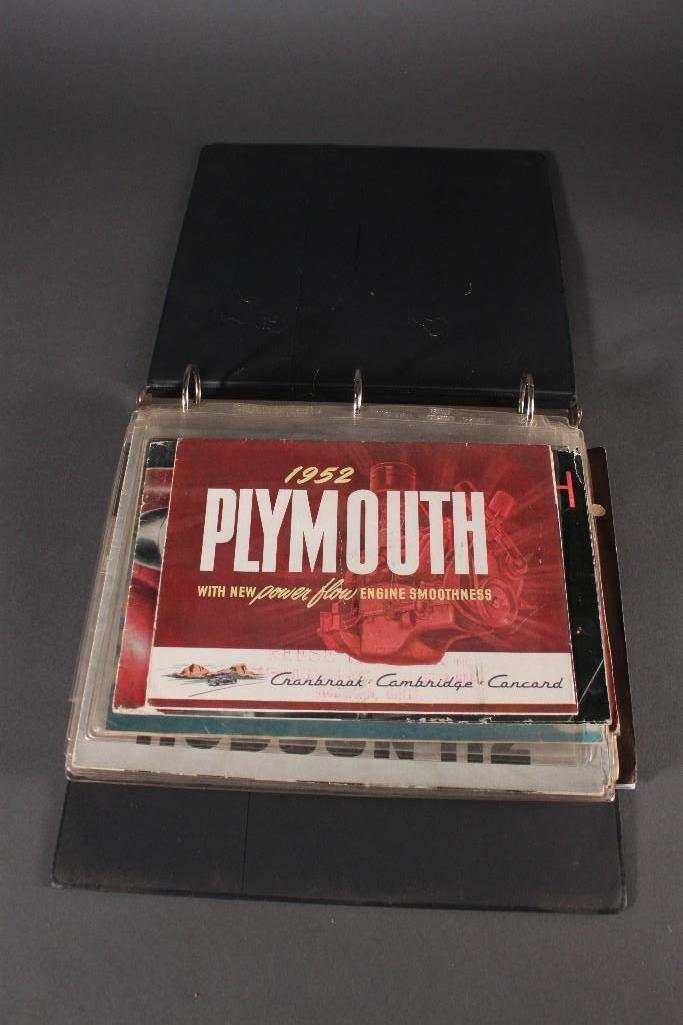 1952
PLYMOUTH
WITH NEW power flow ENGINE SMOOTHNESS
Cranbrook · Cambridge · Concord
H